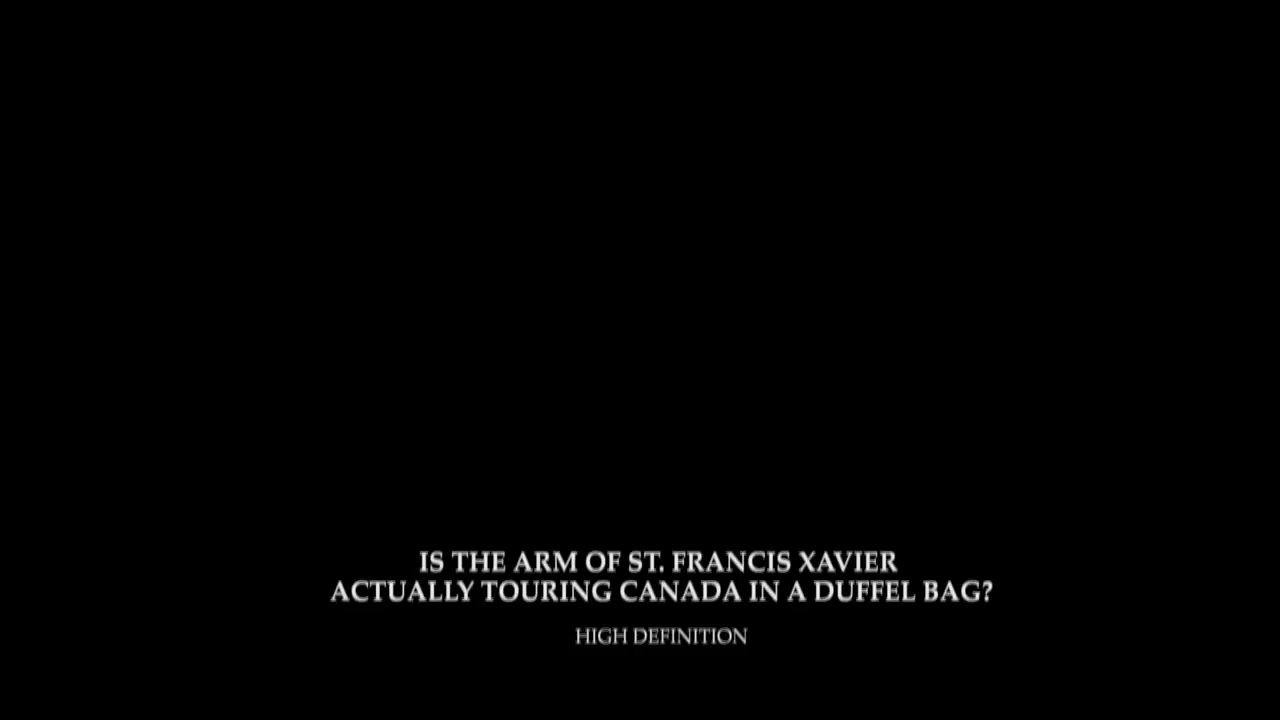 IS THE ARM OF ST. FRANCIS XAVIER
ACTUALLY TOURING CANADA IN A DUFFEL BAG?
HIGH DEFINITION